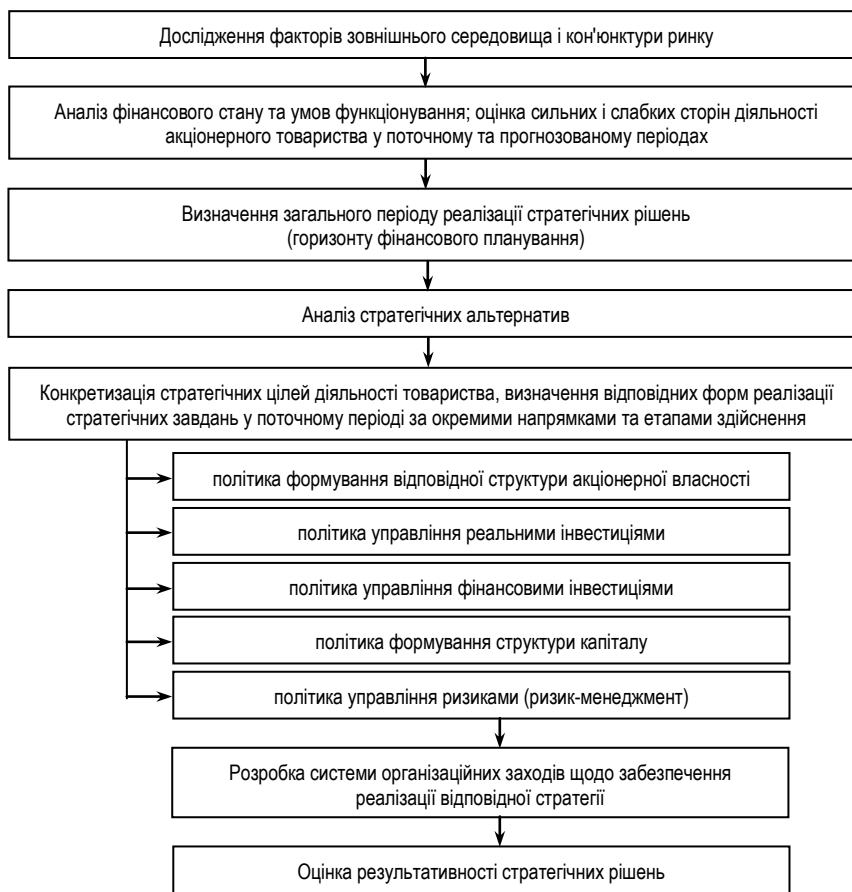 Дослідження факторів зовнішнього середовища і кон'юнктури ринку
Аналіз фінансового стану та умов функціонування; оцінка сильних і слабких сторін діяльності
акціонерного товариства у поточному та прогнозованому періодах
Визначення загального періоду реалізації стратегічних рішень
(горизонту фінансового планування)
Аналіз стратегічних альтернатив
Конкретизація стратегічних цілей діяльності товариства, визначення відповідних форм реалізації
стратегічних завдань у поточному періоді за окремими напрямками та етапами здійснення
політика формування відповідної структури акціонерної власності
політика управління реальними інвестиціями
політика управління фінансовими інвестиціями
політика формування структури капіталу
політика управління ризиками (ризик-менеджмент)
Розробка системи організаційних заходів щодо забезпечення
реалізації відповідної стратегії
Оцінка результативності стратегічних рішень